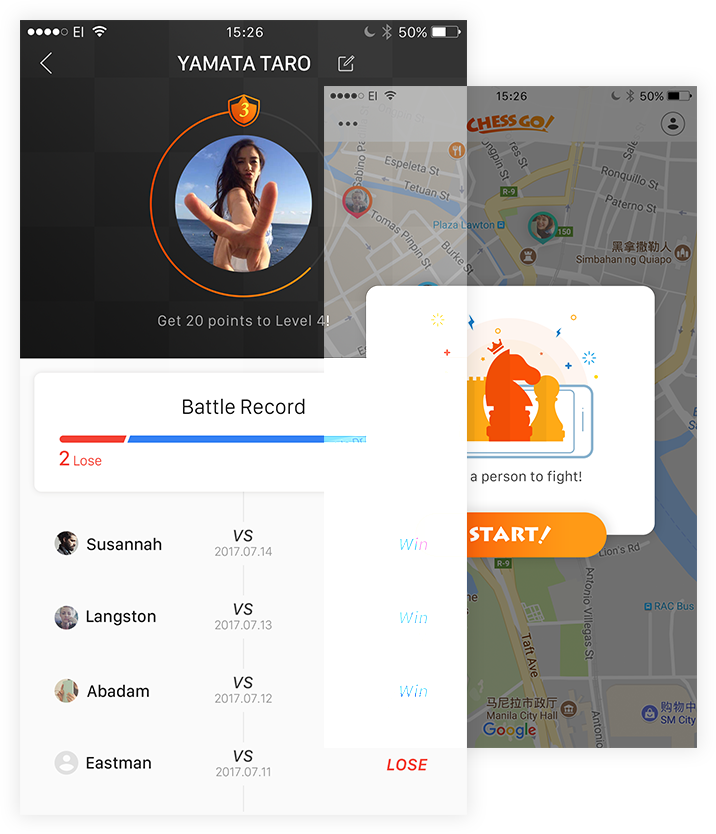 EI 15:26 50%
YAMATA TARO
3
Get 20 points to Level 4!
Battle Record
2 Lose
Susannah VS Win
2017.07.14
Langston VS Win
2017.07.13
Abadam VS Win
2017.07.12
Eastman VS LOSE
2017.07.11
EI 15:26 50%
CHESS GO!
Espeleta St
Tetuan St
R-9
Ronquillo St
Paterno St
Plaza Lawton
150
Tomas Pinpin St
Burke St
黑拿撒勒人
Simbahan ng Quiapo
a person to fight!
START!
Lion's Rd
R-9
RAC Bus
Antonio Villegas St
Taft Ave
马尼拉市政厅
Manila City Hall
购物中
SM City
Google
Antonio